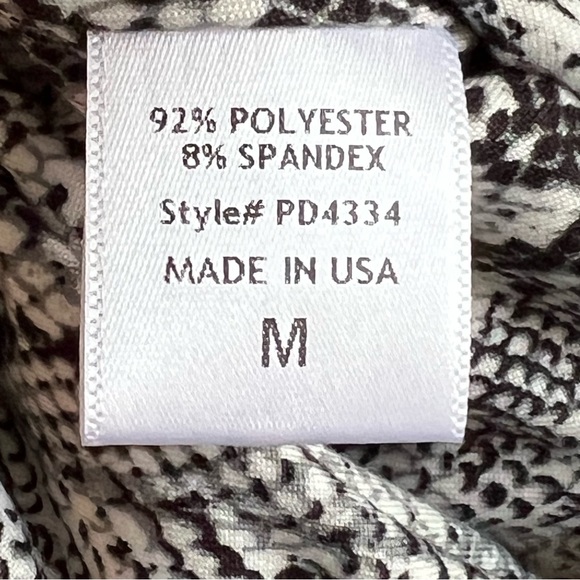 92% POLYESTER
8% SPANDEX
Style# PD4334
MADE IN USA
M